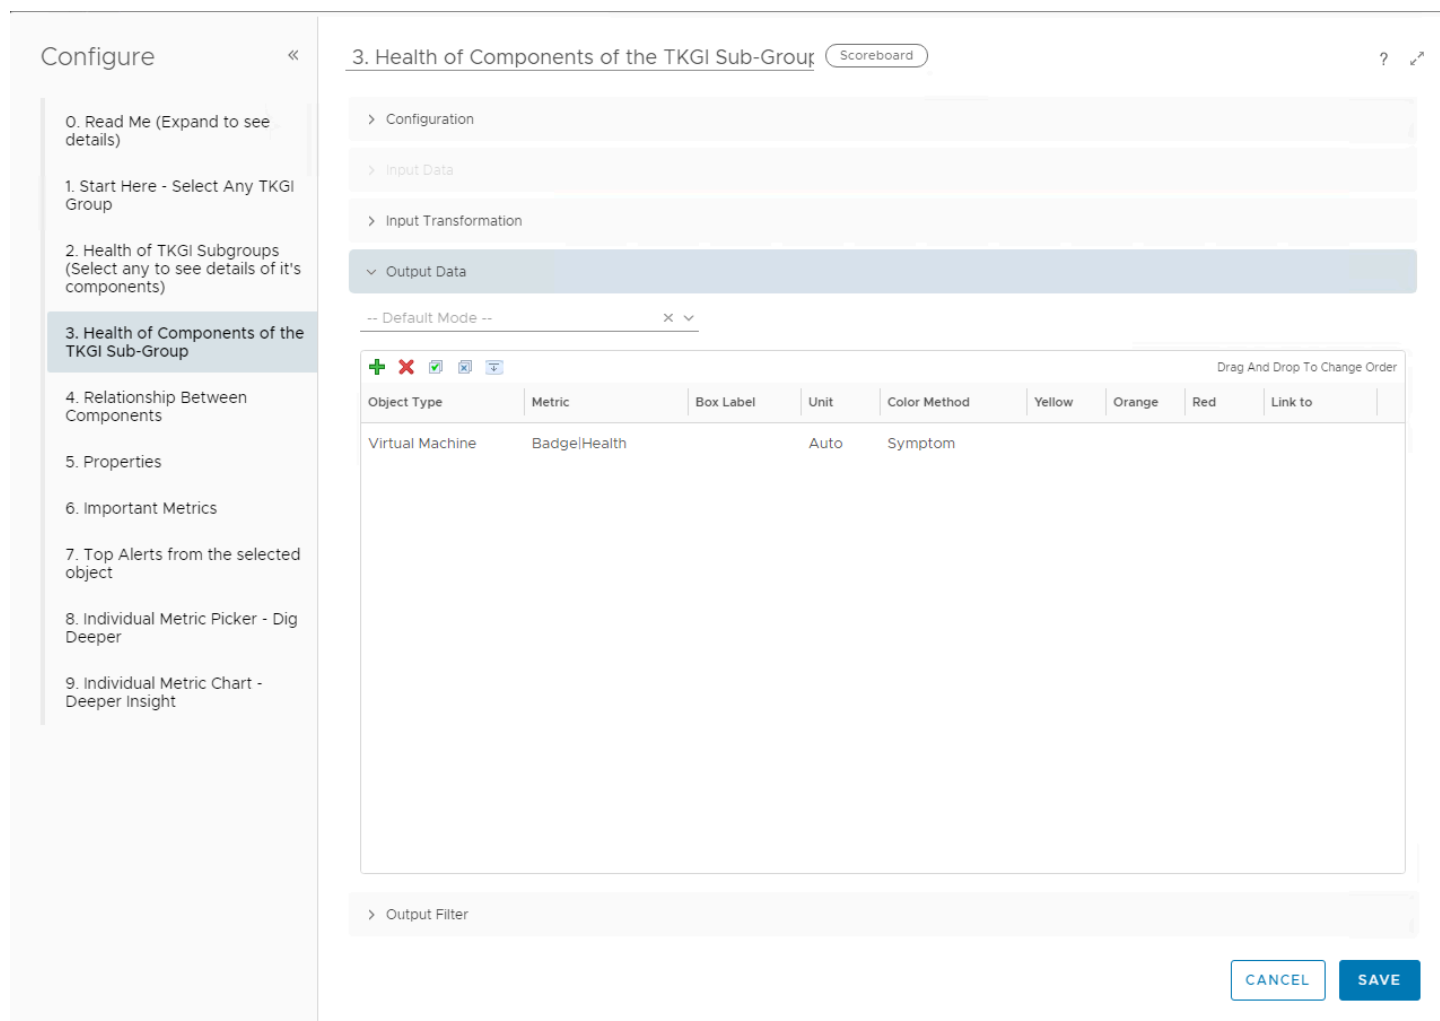 Configure
«
0. Read Me (Expand to see
details)
1. Start Here - Select Any TKGI
Group
2. Health of TKGI Subgroups
(Select any to see details of it's
components)
3. Health of Components of the
TKGI Sub-Group
4. Relationship Between
Components
5. Properties
6. Important Metrics
7. Top Alerts from the selected
object
8. Individual Metric Picker - Dig
Deeper
9. Individual Metric Chart -
Deeper Insight
3. Health of Components of the TKGI Sub-Group Scoreboard ?
Configuration
Input Data
Input Transformation
Output Data
-- Default Mode --
Drag And Drop To Change Order
Object Type Metric Box Label Unit Color Method Yellow Orange Red Link to
Virtual Machine Badge|Health Auto Symptom
Output Filter
CANCEL SAVE